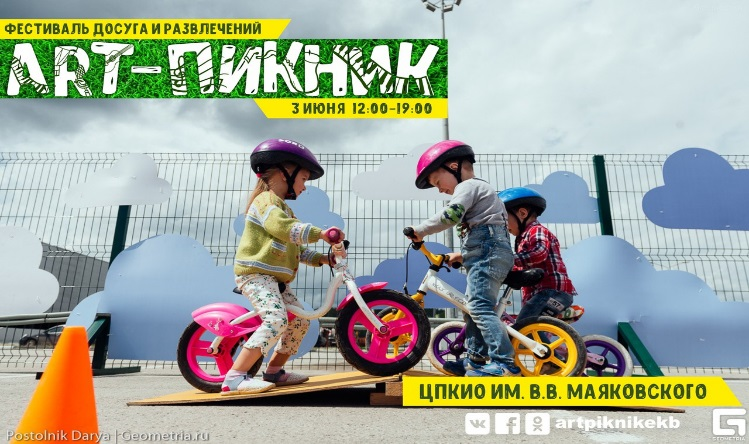 ФЕСТИВАЛЬ ДОСУГА И РАЗВЛЕЧЕНИЙ
ART-ПИКНИК
3 ИЮНЯ 12:00-19:00
ЦПКИО ИМ. В.В. МАЯКОВСКОГО
artpiknikekb
Postolnik Darya | Geometria.ru
GEOMETRIA